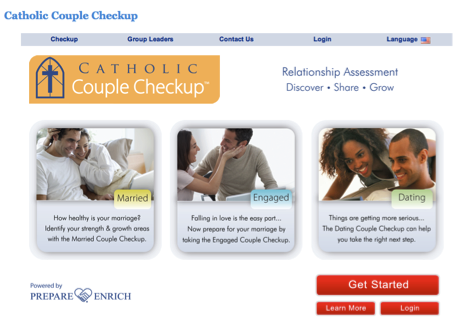 Catholic Couple Checkup
Checkup Group Leaders Contact Us Login Language
CATHOLIC
Couple Checkup™
Relationship Assessment
Discover • Share • Grow
Married
How healthy is your marriage?
Identify your strength & growth areas
with the Married Couple Checkup.
Engaged
Falling in love is the easy part...
Now prepare for your marriage by
taking the Engaged Couple Checkup.
Dating
Things are getting more serious...
The Dating Couple Checkup can help
you take the right next step.
Powered by
PREPARE ENRICH
Get Started
Learn More Login